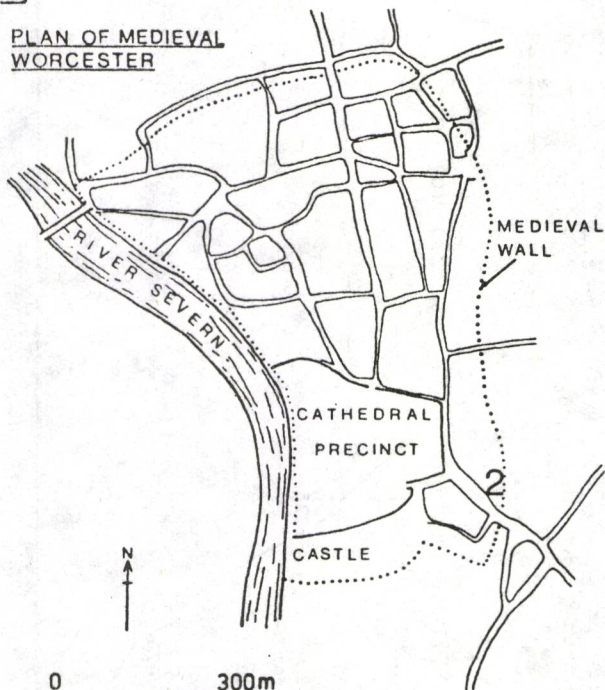 PLAN OF MEDIEVAL
WORCESTER
MEDIEVAL
WALL
RIVER SEVERN
CATHEDRAL
PRECINCT
2
CASTLE
N
0 300m